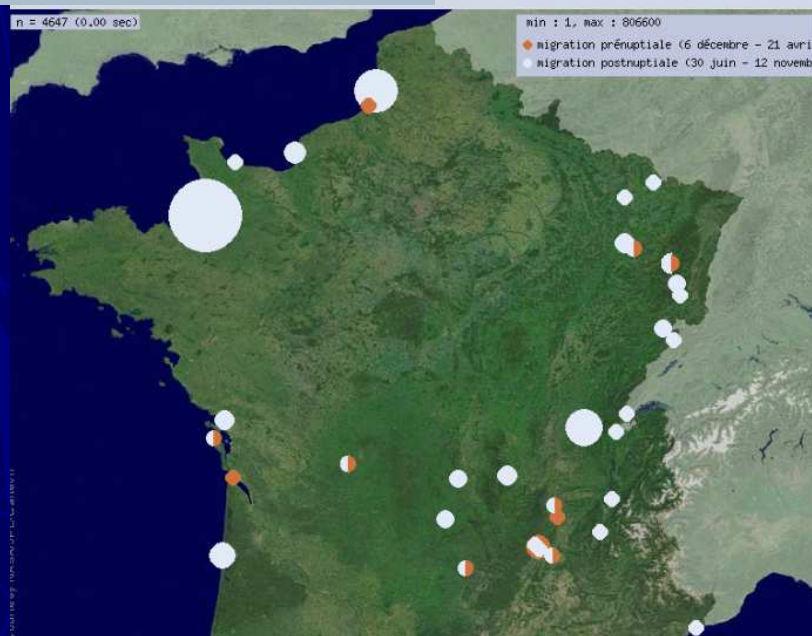 n = 4647 (0.00 sec)
min : 1, max : 806600
migration prénuptiale (6 décembre - 21 avri
migration postnuptiale (30 juin - 12 novemb